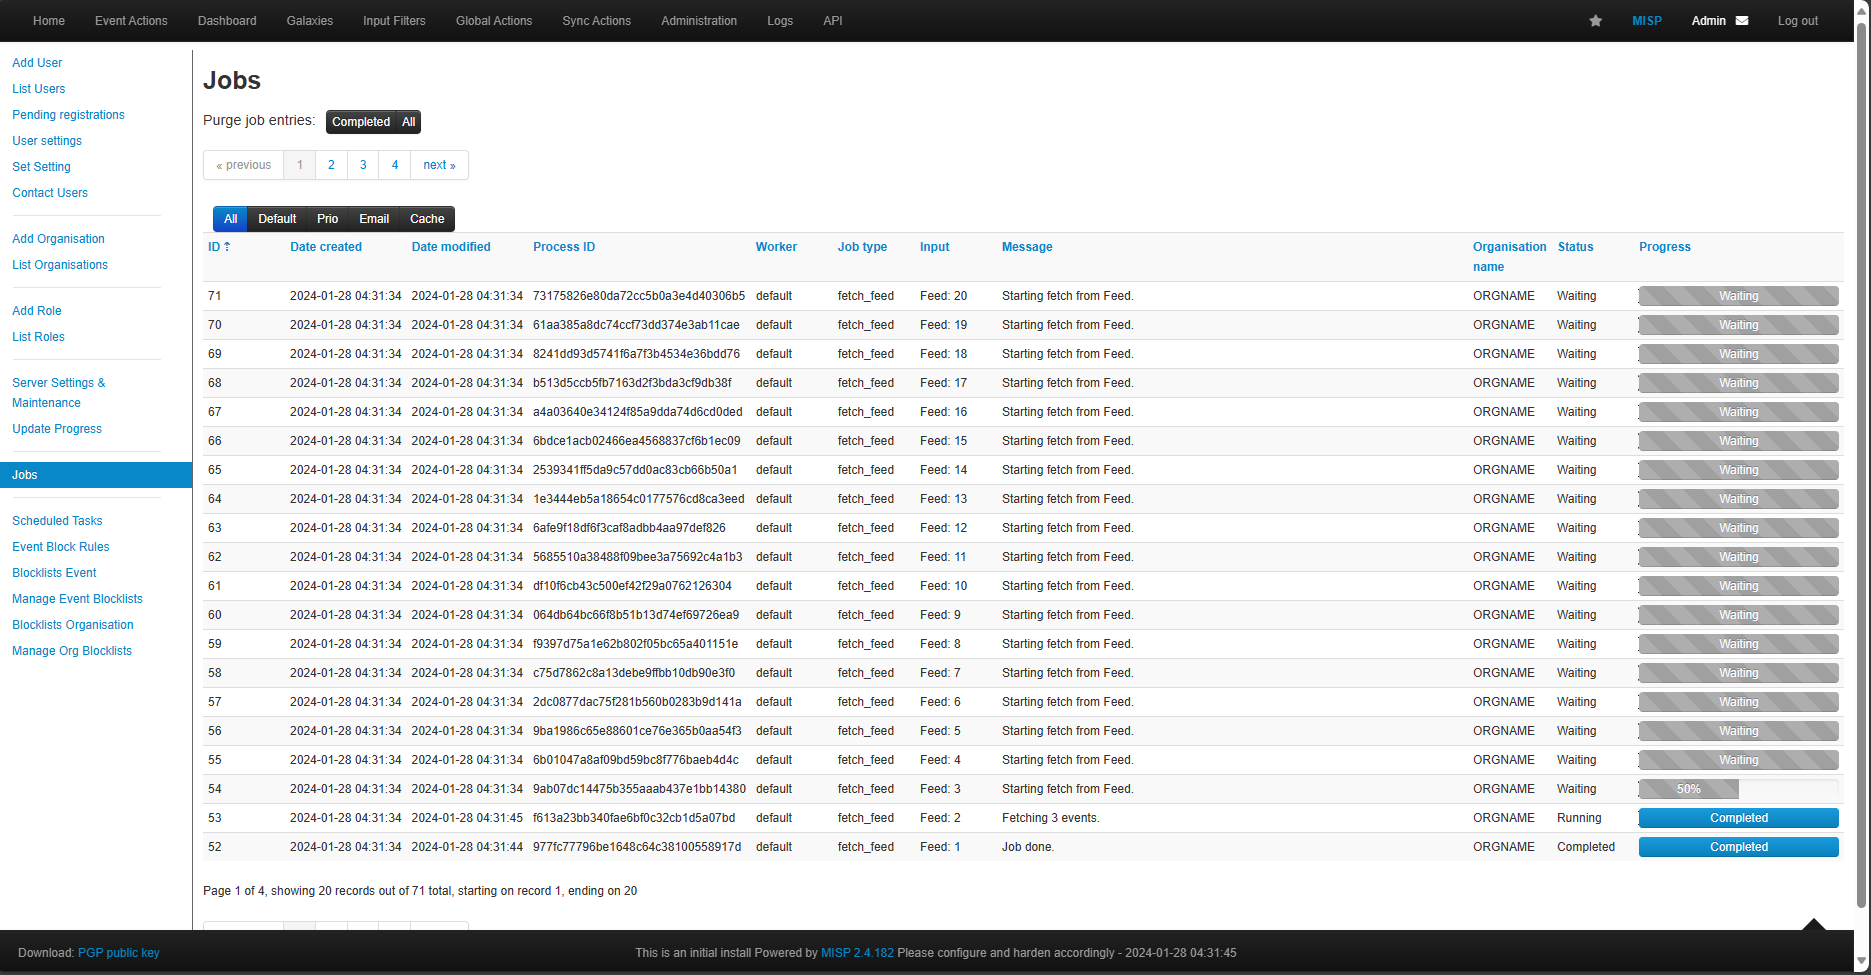 Home Event Actions Dashboard Galaxies Input Filters Global Actions Sync Actions Administration Logs API MISP Admin Log out
Add User
List Users
Pending registrations
User settings
Set Setting
Contact Users
Add Organisation
List Organisations
Add Role
List Roles
Server Settings &
Maintenance
Update Progress
Jobs
Scheduled Tasks
Event Block Rules
Blocklists Event
Manage Event Blocklists
Blocklists Organisation
Manage Org Blocklists
Jobs
Purge job entries: Completed All
« previous 1 2 3 4 next »
All Default Prio Email Cache
ID Date created Date modified Process ID Worker Job type Input Message Organisation name Status Progress
71 2024-01-28 04:31:34 2024-01-28 04:31:34 73175826e80da72cc5b0a3e4d40306b5 default fetch_feed Feed: 20 Starting fetch from Feed. ORGNAME Waiting Waiting
70 2024-01-28 04:31:34 2024-01-28 04:31:34 61aa385a8dc74ccf73dd374e3ab11cae default fetch_feed Feed: 19 Starting fetch from Feed. ORGNAME Waiting Waiting
69 2024-01-28 04:31:34 2024-01-28 04:31:34 8241dd93d5741f6a7f3b4534e36bdd76 default fetch_feed Feed: 18 Starting fetch from Feed. ORGNAME Waiting Waiting
68 2024-01-28 04:31:34 2024-01-28 04:31:34 b513d5ccb5fb7163d2f3bda3cf9db38f default fetch_feed Feed: 17 Starting fetch from Feed. ORGNAME Waiting Waiting
67 2024-01-28 04:31:34 2024-01-28 04:31:34 a4a03640e34124f85a9dda74d6cd0ded default fetch_feed Feed: 16 Starting fetch from Feed. ORGNAME Waiting Waiting
66 2024-01-28 04:31:34 2024-01-28 04:31:34 6bdce1acb02466ea4568837cf6b1ec09 default fetch_feed Feed: 15 Starting fetch from Feed. ORGNAME Waiting Waiting
65 2024-01-28 04:31:34 2024-01-28 04:31:34 2539341ff5da9c57dd0ac83cb66b50a1 default fetch_feed Feed: 14 Starting fetch from Feed. ORGNAME Waiting Waiting
64 2024-01-28 04:31:34 2024-01-28 04:31:34 1e3444eb5a18654c0177576cd8ca3eed default fetch_feed Feed: 13 Starting fetch from Feed. ORGNAME Waiting Waiting
63 2024-01-28 04:31:34 2024-01-28 04:31:34 6afe9f18df6f3caf8adbb4aa97def826 default fetch_feed Feed: 12 Starting fetch from Feed. ORGNAME Waiting Waiting
62 2024-01-28 04:31:34 2024-01-28 04:31:34 5685510a38488f09bee3a75692c4a1b3 default fetch_feed Feed: 11 Starting fetch from Feed. ORGNAME Waiting Waiting
61 2024-01-28 04:31:34 2024-01-28 04:31:34 df10f6cb43c500ef42f29a0762126304 default fetch_feed Feed: 10 Starting fetch from Feed. ORGNAME Waiting Waiting
60 2024-01-28 04:31:34 2024-01-28 04:31:34 064db64bc66f8b51b13d74ef69726ea9 default fetch_feed Feed: 9 Starting fetch from Feed. ORGNAME Waiting Waiting
59 2024-01-28 04:31:34 2024-01-28 04:31:34 f9397d75a1e62b802f05bc65a401151e default fetch_feed Feed: 8 Starting fetch from Feed. ORGNAME Waiting Waiting
58 2024-01-28 04:31:34 2024-01-28 04:31:34 c75d7862c8a13debe9ffbb10db90e3f0 default fetch_feed Feed: 7 Starting fetch from Feed. ORGNAME Waiting Waiting
57 2024-01-28 04:31:34 2024-01-28 04:31:34 2dc0877dac75f281b560b0283b9d141a default fetch_feed Feed: 6 Starting fetch from Feed. ORGNAME Waiting Waiting
56 2024-01-28 04:31:34 2024-01-28 04:31:34 9ba1986c65e88601ce76e365b0aa54f3 default fetch_feed Feed: 5 Starting fetch from Feed. ORGNAME Waiting Waiting
55 2024-01-28 04:31:34 2024-01-28 04:31:34 6b01047a8af09bd59bc8f776baeb4d4c default fetch_feed Feed: 4 Starting fetch from Feed. ORGNAME Waiting Waiting
54 2024-01-28 04:31:34 2024-01-28 04:31:34 9ab07dc14475b355aaab437e1bb14380 default fetch_feed Feed: 3 Starting fetch from Feed. ORGNAME Waiting 50%
53 2024-01-28 04:31:34 2024-01-28 04:31:45 f613a23bb340fae6bf0c32cb1d5a07bd default fetch_feed Feed: 2 Fetching 3 events. ORGNAME Running Completed
52 2024-01-28 04:31:34 2024-01-28 04:31:44 977fc77796be1648c64c38100558917d default fetch_feed Feed: 1 Job done. ORGNAME Completed Completed
Page 1 of 4, showing 20 records out of 71 total, starting on record 1, ending on 20
Download: PGP public key This is an initial install Powered by MISP 2.4.182 Please configure and harden accordingly - 2024-01-28 04:31:45